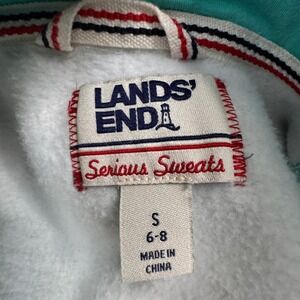 LANDS'
END
Serious Sweats
S
6-8
MADE IN
CHINA